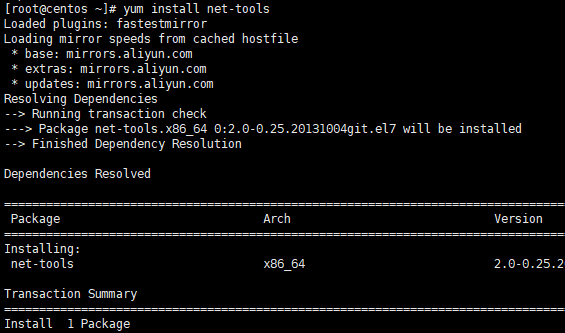 [root@centos ~]# yum install net-tools
Loaded plugins: fastestmirror
Loading mirror speeds from cached hostfile
 * base: mirrors.aliyun.com
 * extras: mirrors.aliyun.com
 * updates: mirrors.aliyun.com
Resolving Dependencies
--> Running transaction check
---> Package net-tools.x86_64 0:2.0-0.25.20131004git.el7 will be installed
--> Finished Dependency Resolution

Dependencies Resolved

================================================================================
 Package                          Arch                                Version
================================================================================
Installing:
 net-tools                        x86_64                              2.0-0.25.2

Transaction Summary
================================================================================
Install  1 Package